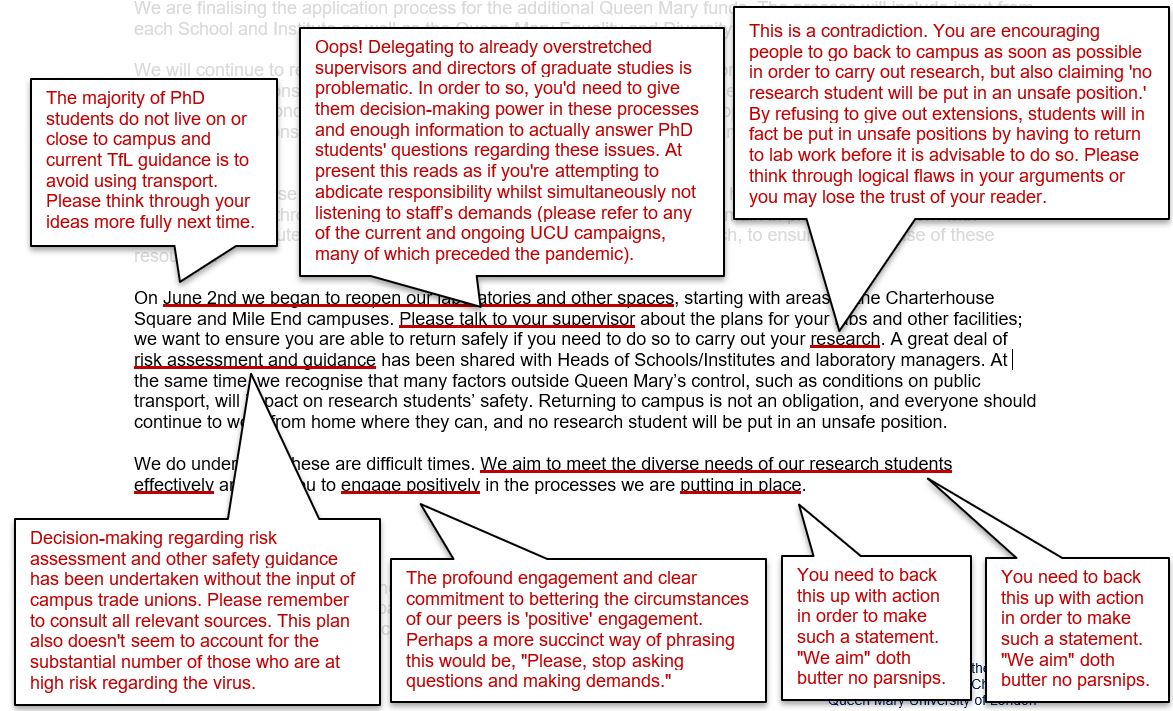 We are finalising the application process for the additional Queen Mary funds. The process will include input from
each School and Institute as well as the Queen Mary Equality and Diversity
We will continue to
The majority of PhD
students do not live on or
close to campus and
current TfL guidance is to
avoid using transport.
Please think through your
ideas more fully next time.
Oops! Delegating to already overstretched
supervisors and directors of graduate studies is
problematic. In order to so, you'd need to give
them decision-making power in these processes
and enough information to actually answer PhD
students' questions regarding these issues. At
present this reads as if you're attempting to
abdicate responsibility whilst simultaneously not
listening to staff's demands (please refer to any
of the current and ongoing UCU campaigns,
many of which preceded the pandemic).
This is a contradiction. You are encouraging
people to go back to campus as soon as possible
in order to carry out research, but also claiming 'no
research student will be put in an unsafe position.'
By refusing to give out extensions, students will in
fact be put in unsafe positions by having to return
to lab work before it is advisable to do so. Please
think through logical flaws in your arguments or
you may lose the trust of your reader.
of these
On June 2nd we began to reopen our laboratories and other spaces, starting with areas the Charterhouse
Square and Mile End campuses. Please talk to your supervisor about the plans for your labs and other facilities;
we want to ensure you are able to return safely if you need to do so to carry out your research. A great deal of
risk assessment and guidance has been shared with Heads of Schools/Institutes and laboratory managers. At
the same time we recognise that many factors outside Queen Mary's control, such as conditions on public
transport, will impact on research students' safety. Returning to campus is not an obligation, and everyone should
continue to work from home where they can, and no research student will be put in an unsafe position.
We do understand these are difficult times. We aim to meet the diverse needs of our research students
effectively you to engage positively in the processes we are putting in place.
Decision-making regarding risk
assessment and other safety guidance
has been undertaken without the input of
campus trade unions. Please remember
to consult all relevant sources. This plan
also doesn't seem to account for the
substantial number of those who are at
high risk regarding the virus.
The profound engagement and clear
commitment to bettering the circumstances
of our peers is 'positive' engagement.
Perhaps a more succinct way of phrasing
this would be, "Please, stop asking
questions and making demands."
You need to back
this up with action
in order to make
such a statement.
"We aim" doth
butter no parsnips.
You need to back
this up with action
in order to make
such a statement.
"We aim" doth
butter no parsnips.
Queen Mary University of London